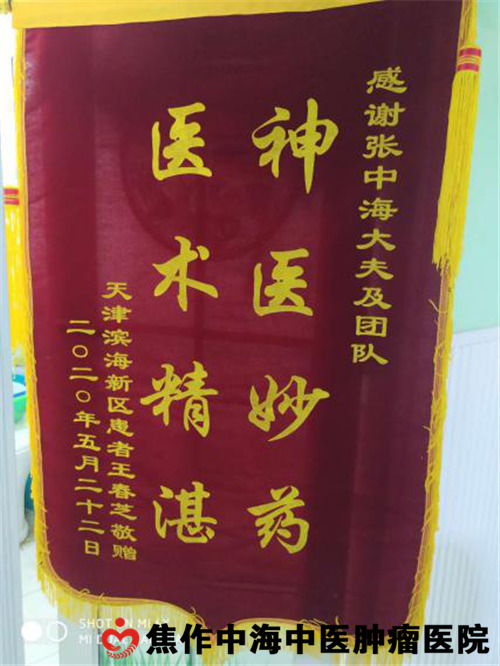 感谢张中海大夫及团队
神医妙药
医术精湛
天津滨海新区患者王春芝敬赠
二〇二〇年五月二十二日
SHOT ON MI
MI DUAL
焦作中海中医肿瘤医院